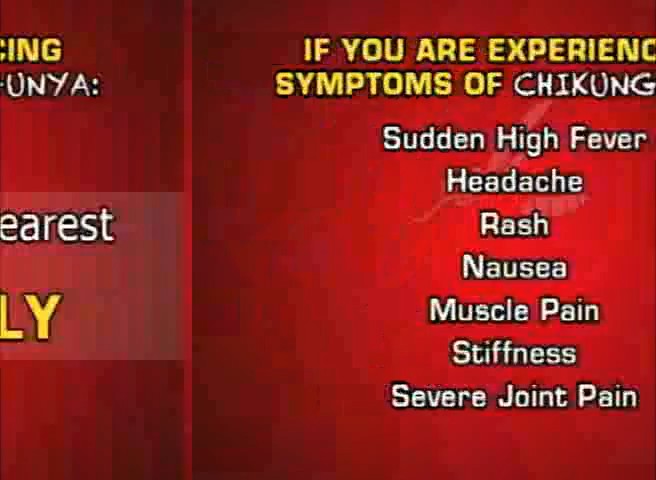 CING
UNYA:
earest
LY
IF YOU ARE EXPERIENC
SYMPTOMS OF CHIKUNG
Sudden High Fever
Headache
Rash
Nausea
Muscle Pain
Stiffness
Severe Joint Pain